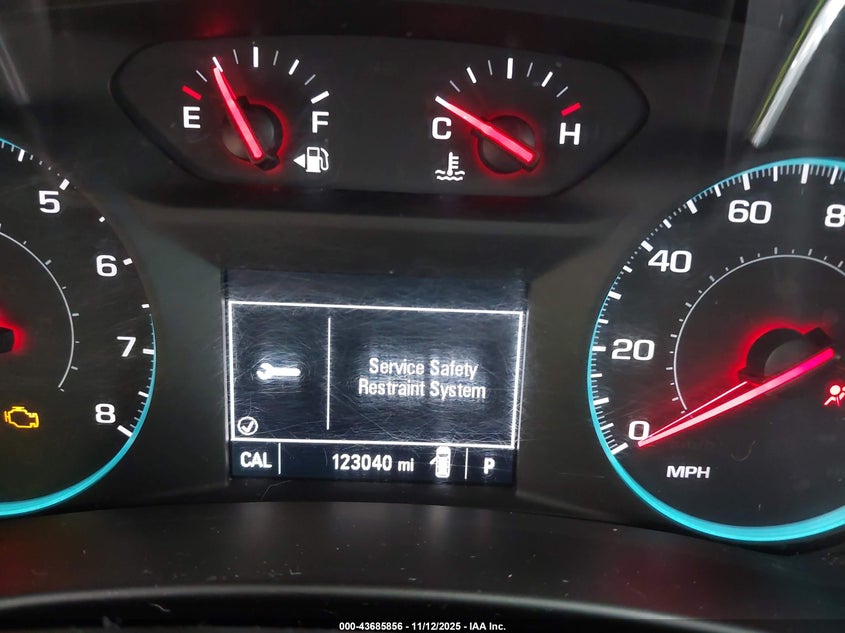 E F
C H
5
6
7
8
0
20
40
60
8
MPH
Service Safety
Restraint System
CAL 123040 mi P
000-43685856 - 11/12/2025 - IAA Inc.